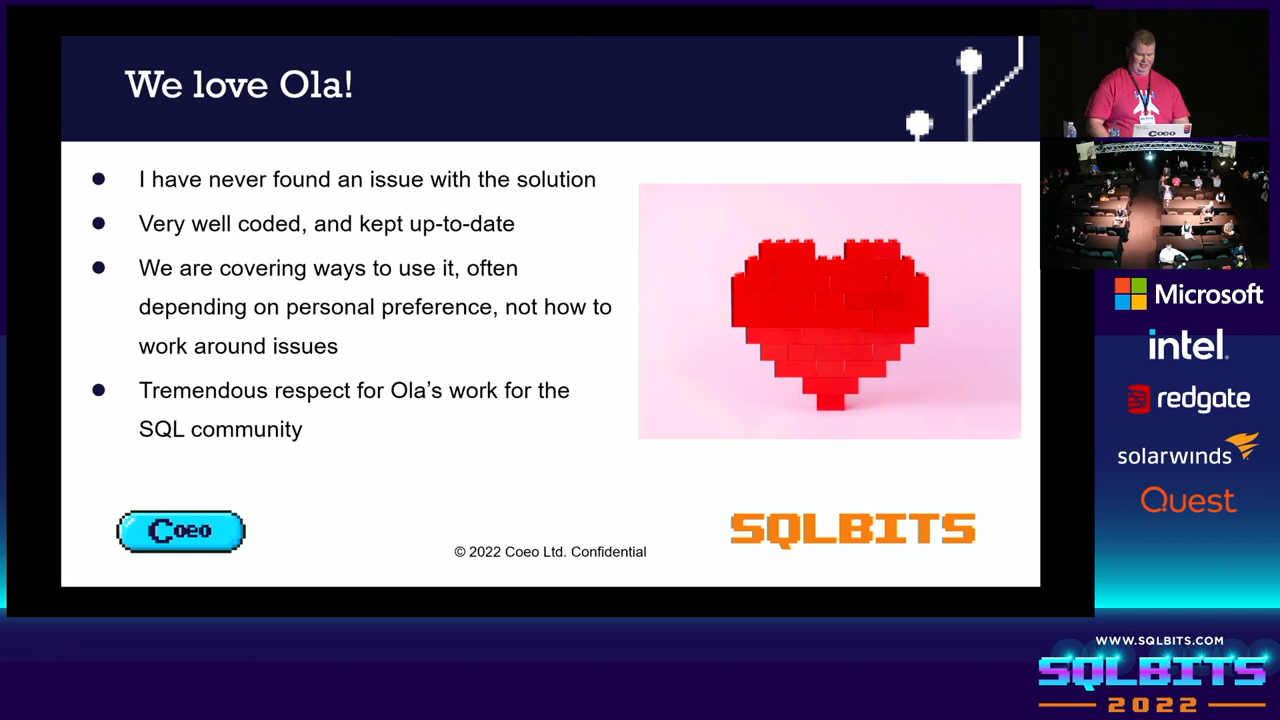 We love Ola!
I have never found an issue with the solution
Very well coded, and kept up-to-date
We are covering ways to use it, often
depending on personal preference, not how to
work around issues
Tremendous respect for Ola’s work for the
SQL community
Coeo
© 2022 Coeo Ltd. Confidential
SQLBITS
Coeo
Microsoft
intel.
redgate
solarwinds
Quest
WWW.SQLBITS.COM
SQLBITS
2022